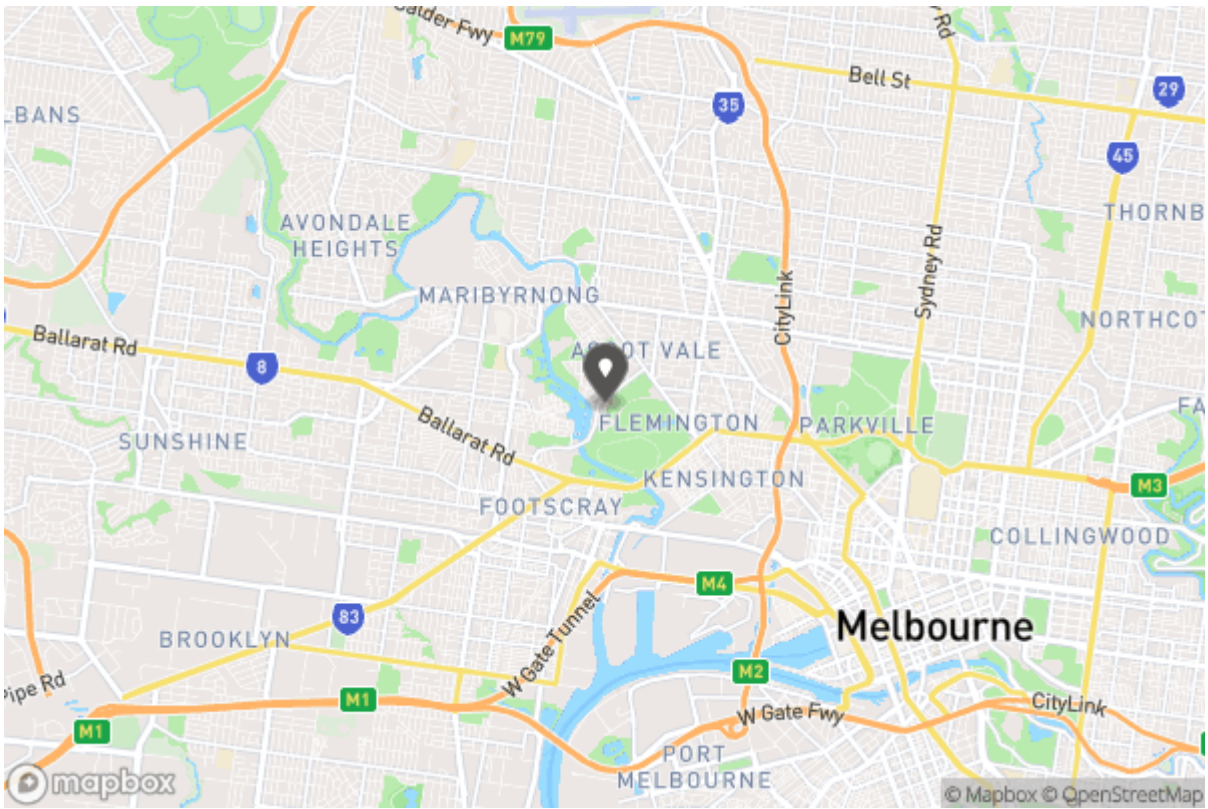 Calder Fwy
M79
Bell St
29
35
45
LBANS
AVONDALE
HEIGHTS
THORNB
Sydney Rd
CityLink
MARIBYRNONG
NORTHCOT
Ballarat Rd
8
ASCOT VALE
Ballarat Rd
FLEMINGTON
PARKVILLE
FA
SUNSHINE
KENSINGTON
M3
FOOTSCRAY
COLLINGWOOD
M4
83
W Gate Tunnel
Melbourne
BROOKLYN
M2
Pipe Rd
M1
CityLink
W Gate Fwy
M1
PORT
MELBOURNE
mapbox
© Mapbox © OpenStreetMap